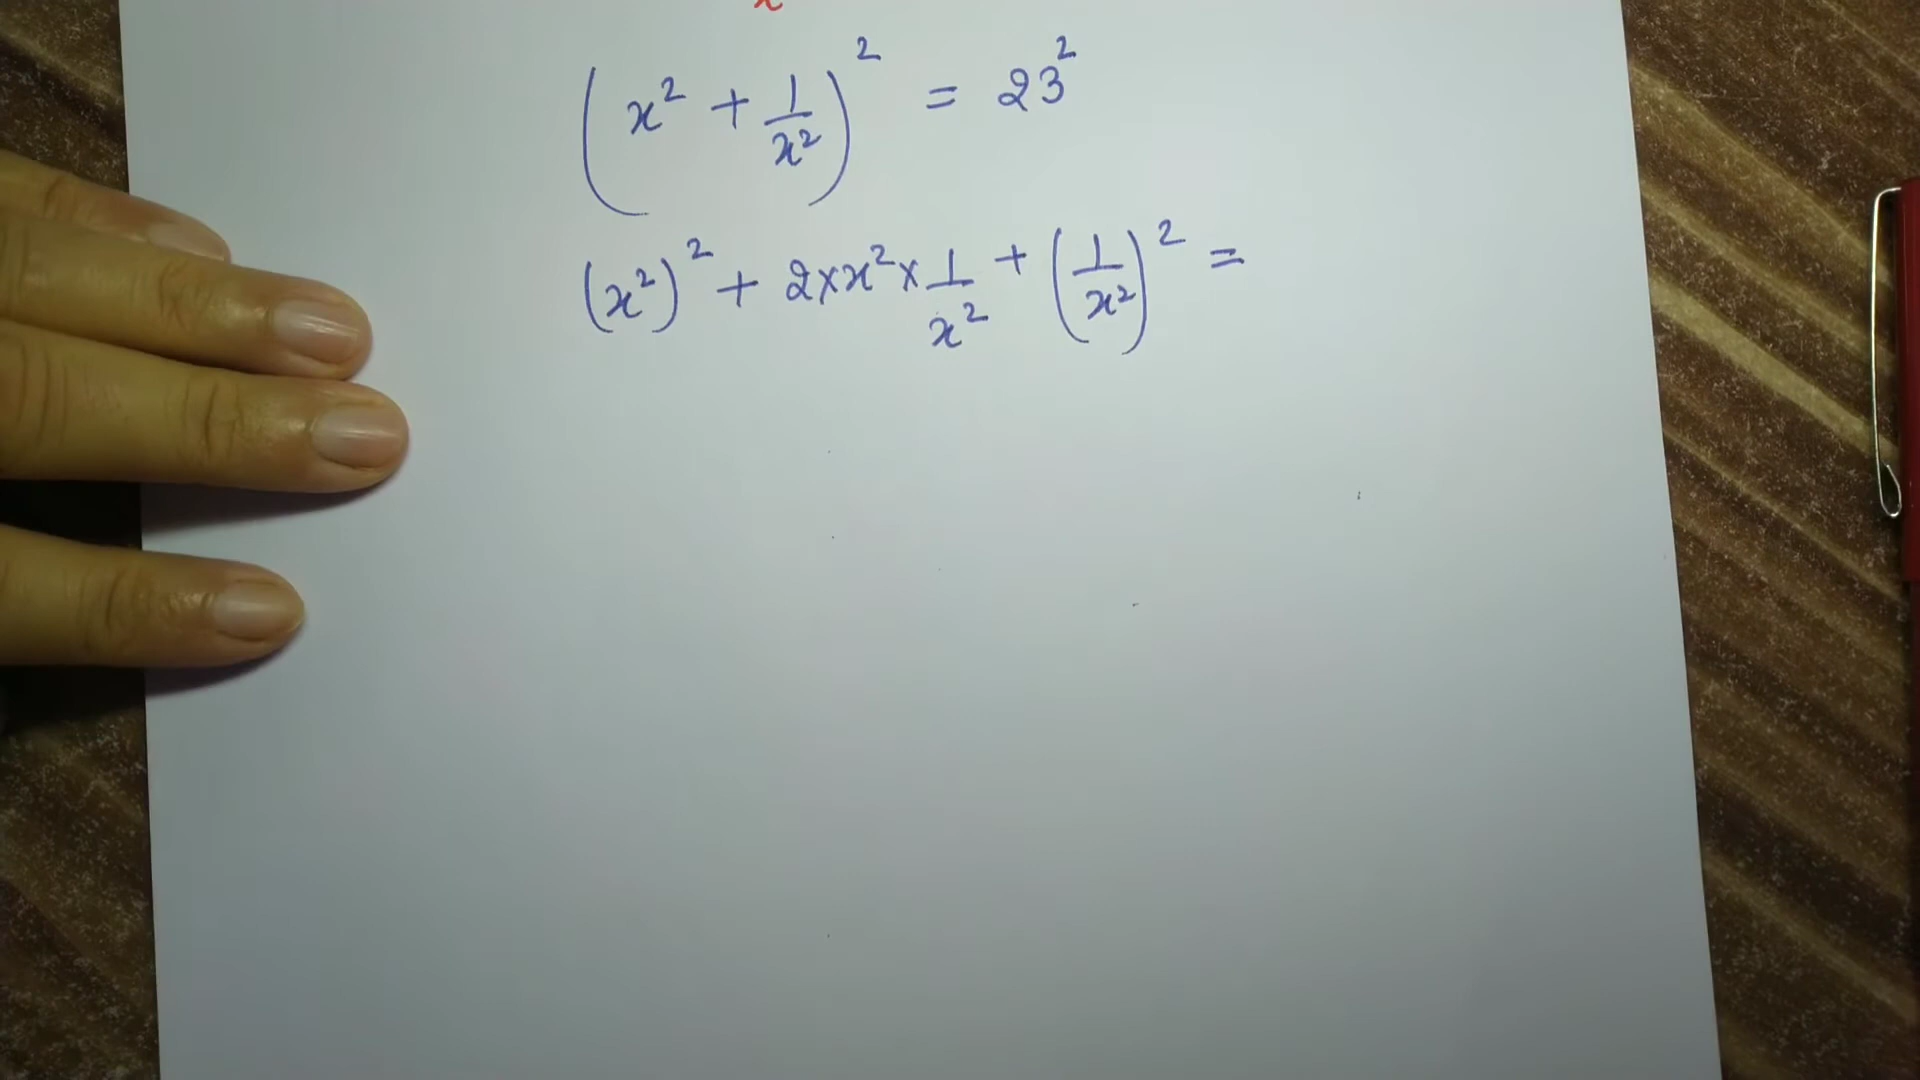 x
(x² + 1/x²)² = 23²
(x²)² + 2×x²×1/x² + (1/x²)² =